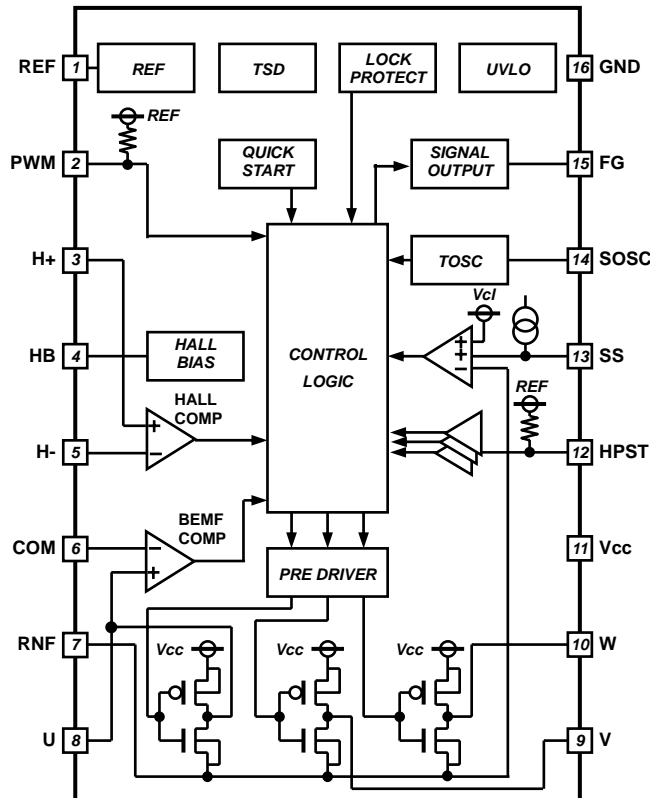 REF 1 REF TSD LOCK PROTECT UVLO 16 GND
REF
PWM 2 QUICK START SIGNAL OUTPUT 15 FG
H+ 3 TOSC 14 SOSC
Vcl
HB 4 HALL BIAS CONTROL LOGIC + + − 13 SS
HALL COMP
REF
H- 5 + − 12 HPST
BEMF COMP
COM 6 − + 11 Vcc
PRE DRIVER
RNF 7 Vcc Vcc Vcc 10 W
U 8 9 V